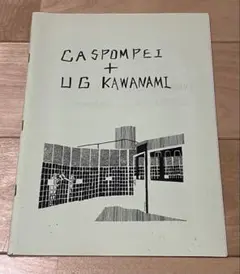 CASPOMPEI
+
UG KAWANAMI